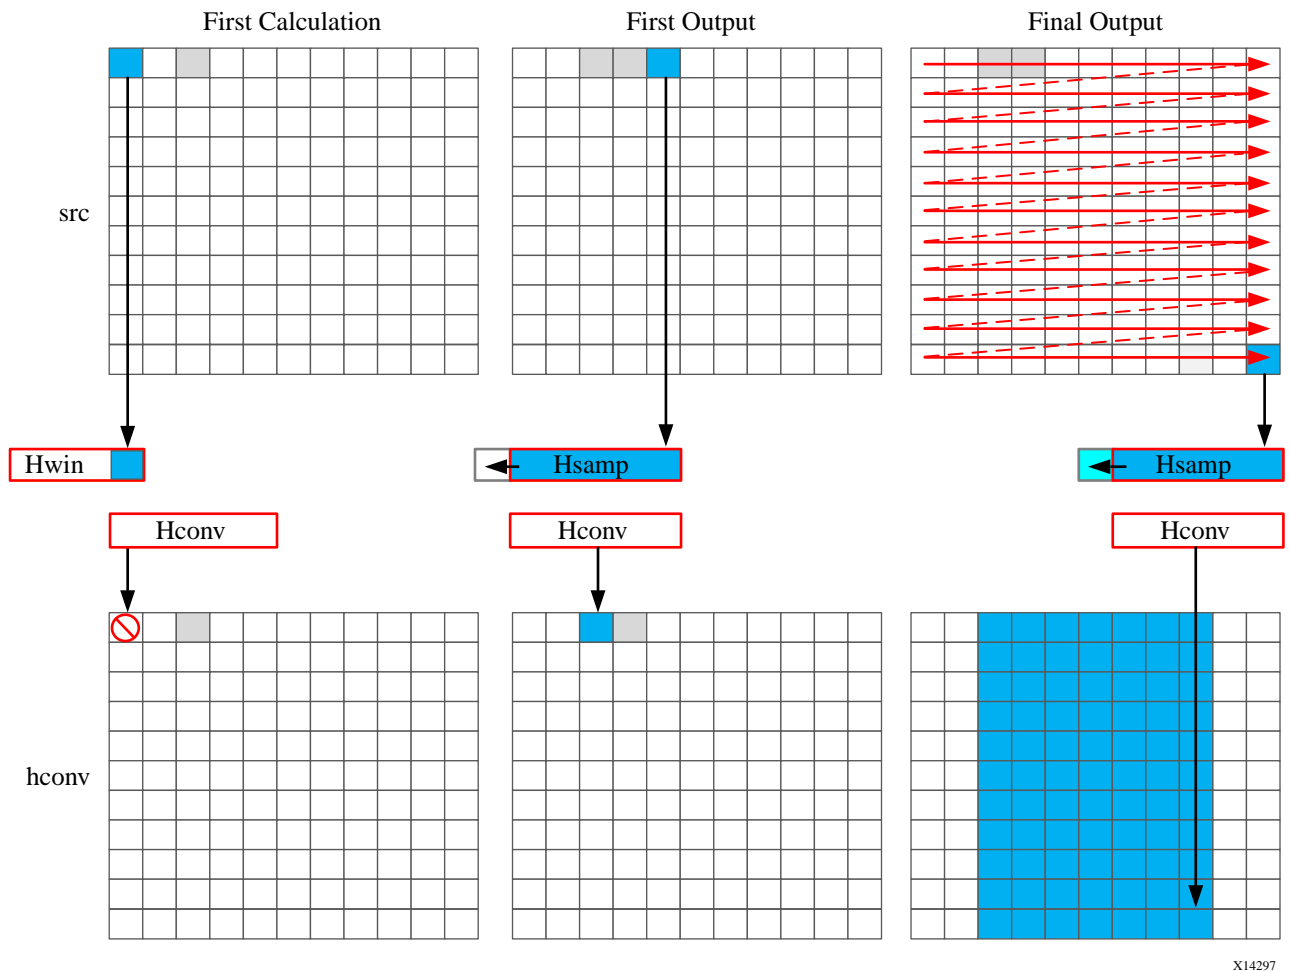 First Calculation
First Output
Final Output
src
Hwin
Hsamp
Hsamp
Hconv
Hconv
Hconv
hconv
X14297